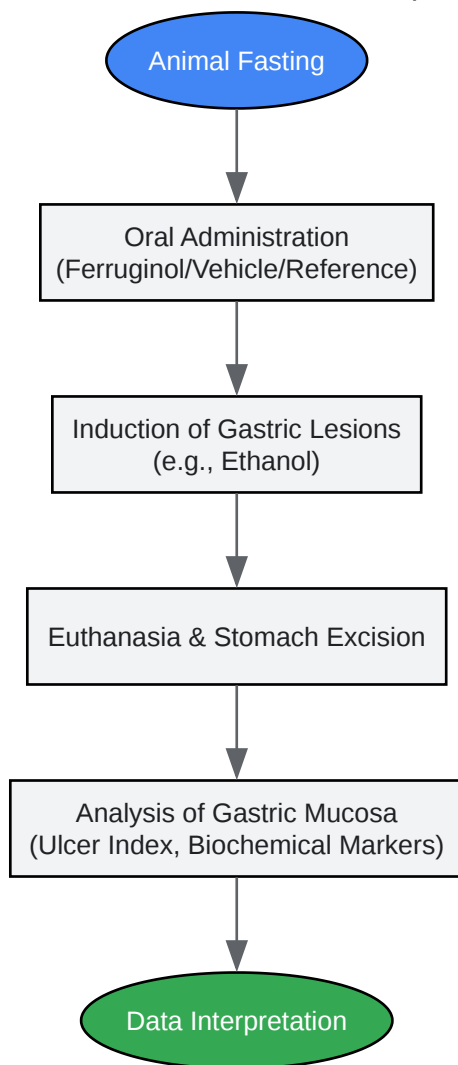 Animal Fasting
Oral Administration
(Ferruginol/Vehicle/Reference)
Induction of Gastric Lesions
(e.g., Ethanol)
Euthanasia & Stomach Excision
Analysis of Gastric Mucosa
(Ulcer Index, Biochemical Markers)
Data Interpretation